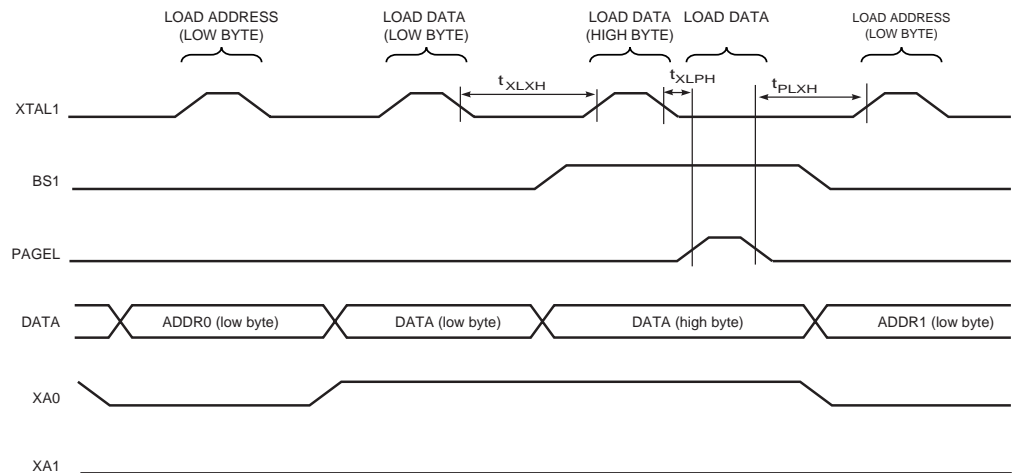 LOAD ADDRESS
(LOW BYTE)
LOAD DATA
(LOW BYTE)
LOAD DATA
(HIGH BYTE)
LOAD DATA
LOAD ADDRESS
(LOW BYTE)
tXLXH
tXLPH
tPLXH
XTAL1
BS1
PAGEL
DATA
ADDR0 (low byte)
DATA (low byte)
DATA (high byte)
ADDR1 (low byte)
XA0
XA1